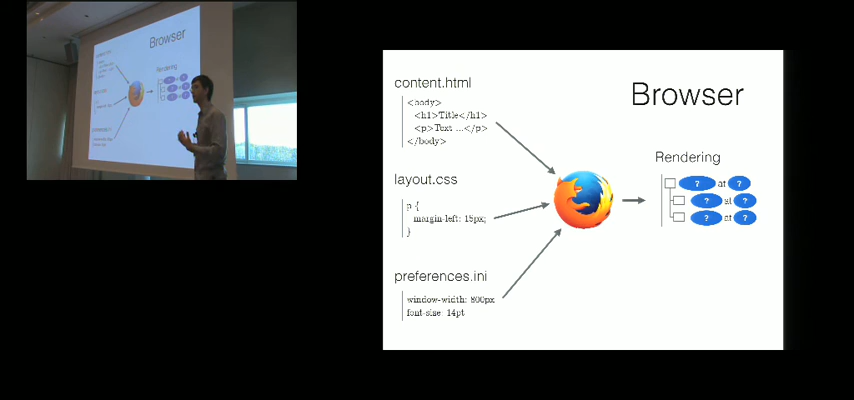 Browser
Rendering
Browser
content.html
<body>
<h1>Title</h1>
<p>Text ...</p>
</body>
layout.css
p {
margin-left: 15px;
}
preferences.ini
window-width: 800px
font-size: 14pt
Rendering
? at ?
? at ?
? at ?